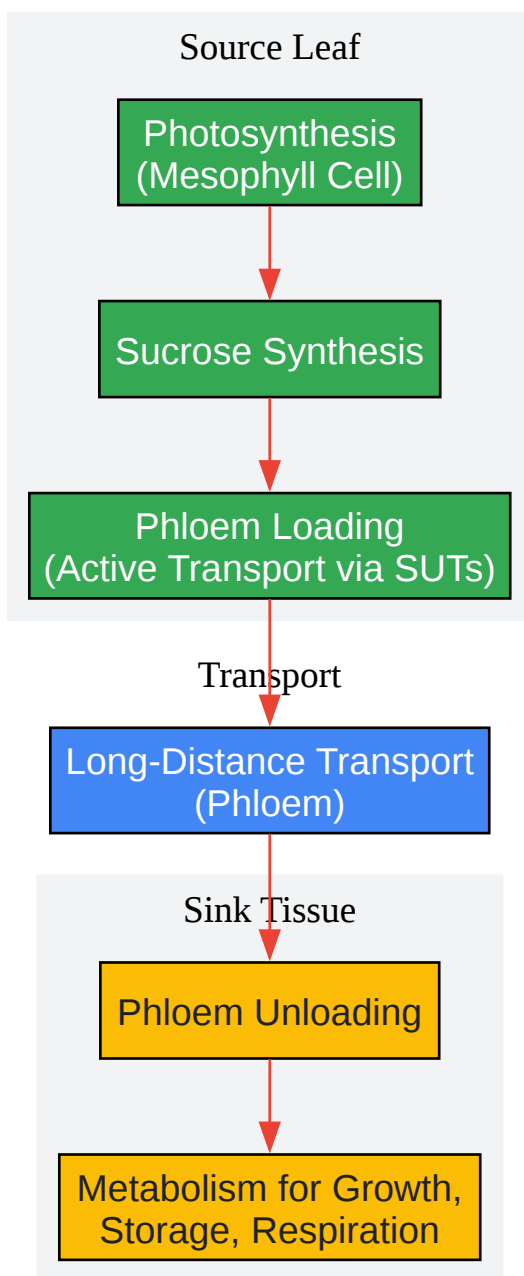 Source Leaf
Photosynthesis
(Mesophyll Cell)
Sucrose Synthesis
Phloem Loading
(Active Transport via SUTs)
Transport
Long-Distance Transport
(Phloem)
Sink Tissue
Phloem Unloading
Metabolism for Growth,
Storage, Respiration